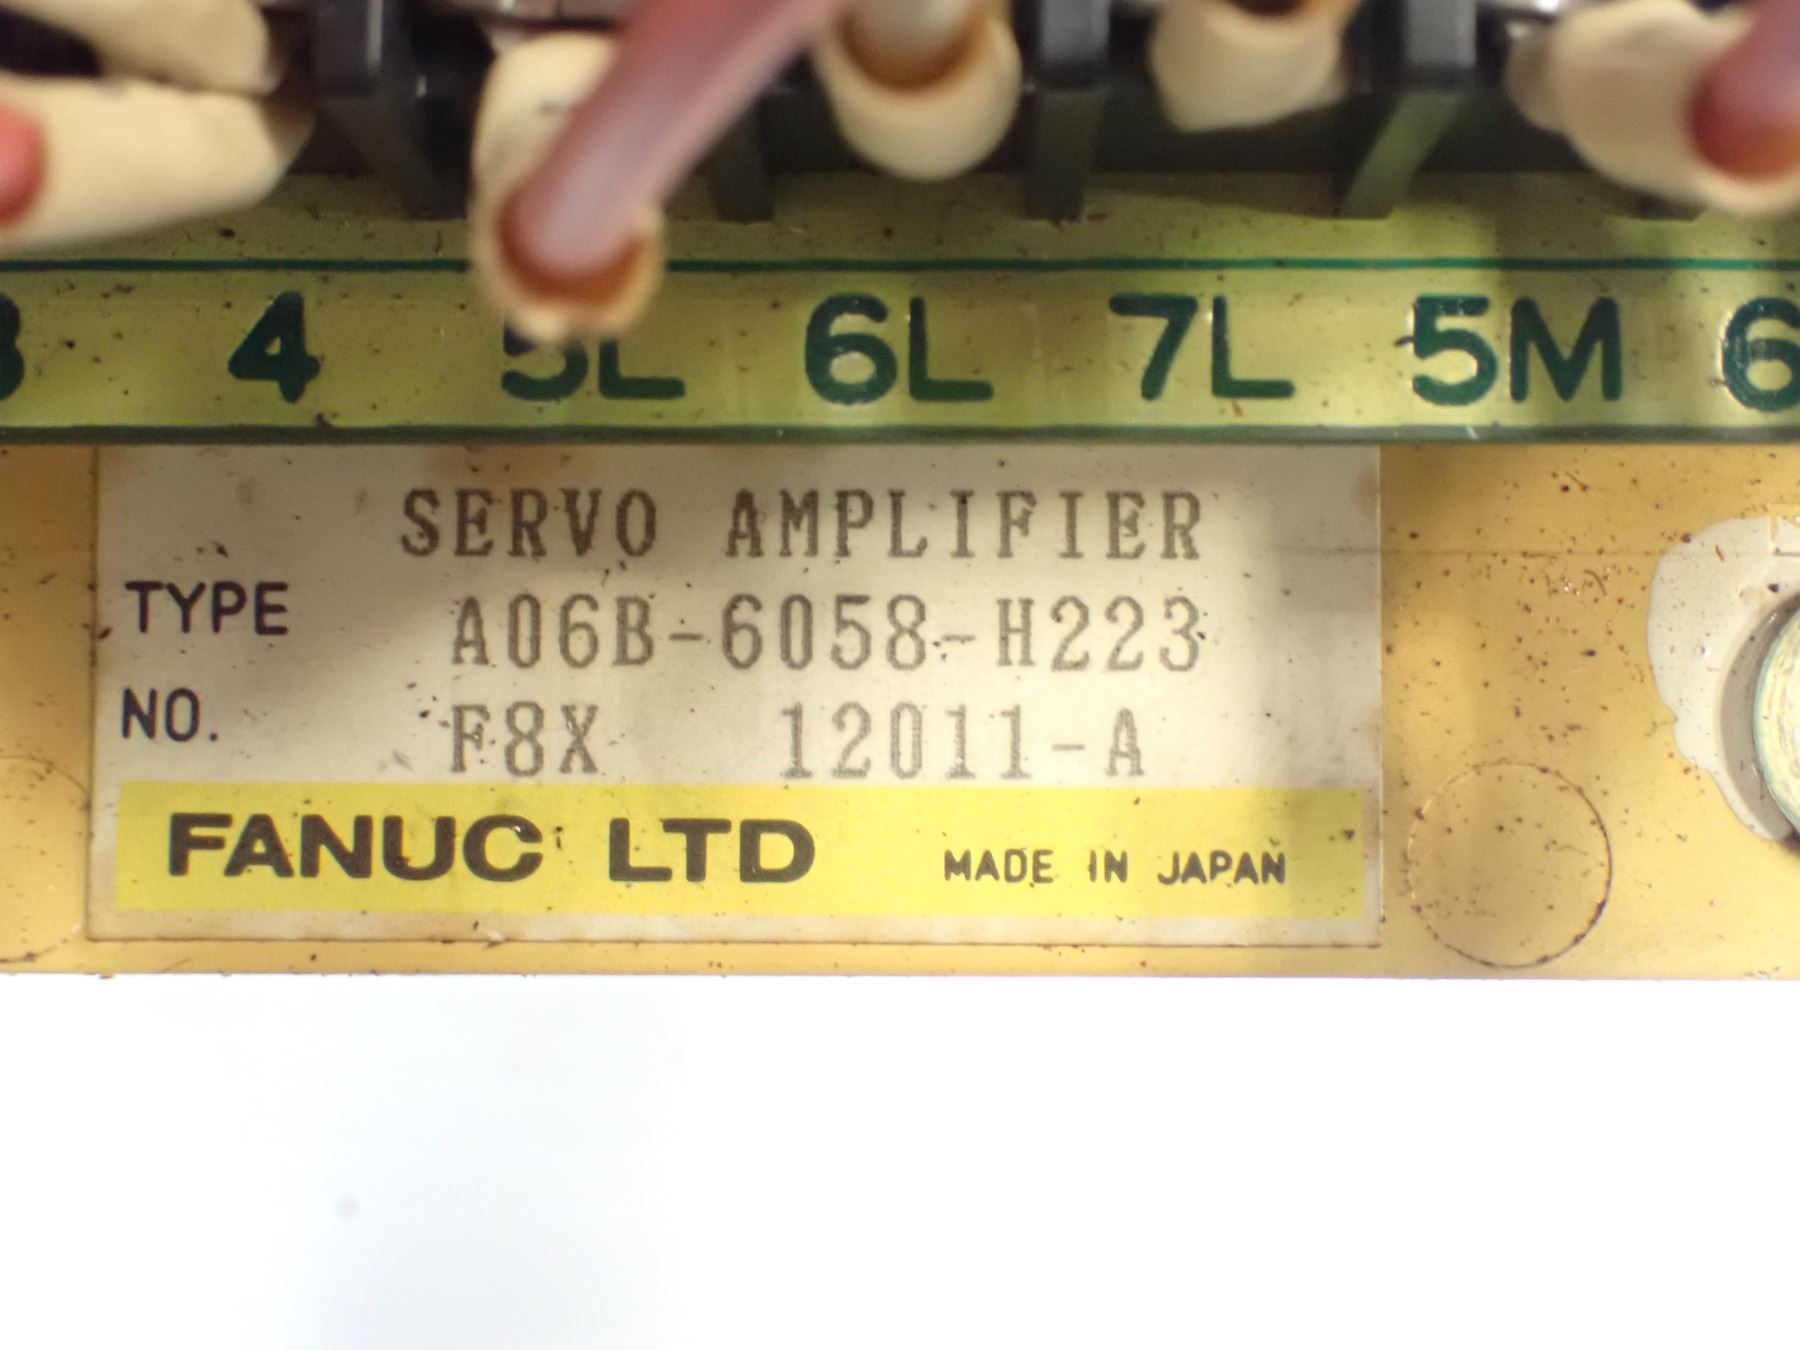 4 5L 6L 7L 5M 6
SERVO AMPLIFIER
TYPE A06B-6058-H223
NO. F8X 12011-A
FANUC LTD MADE IN JAPAN